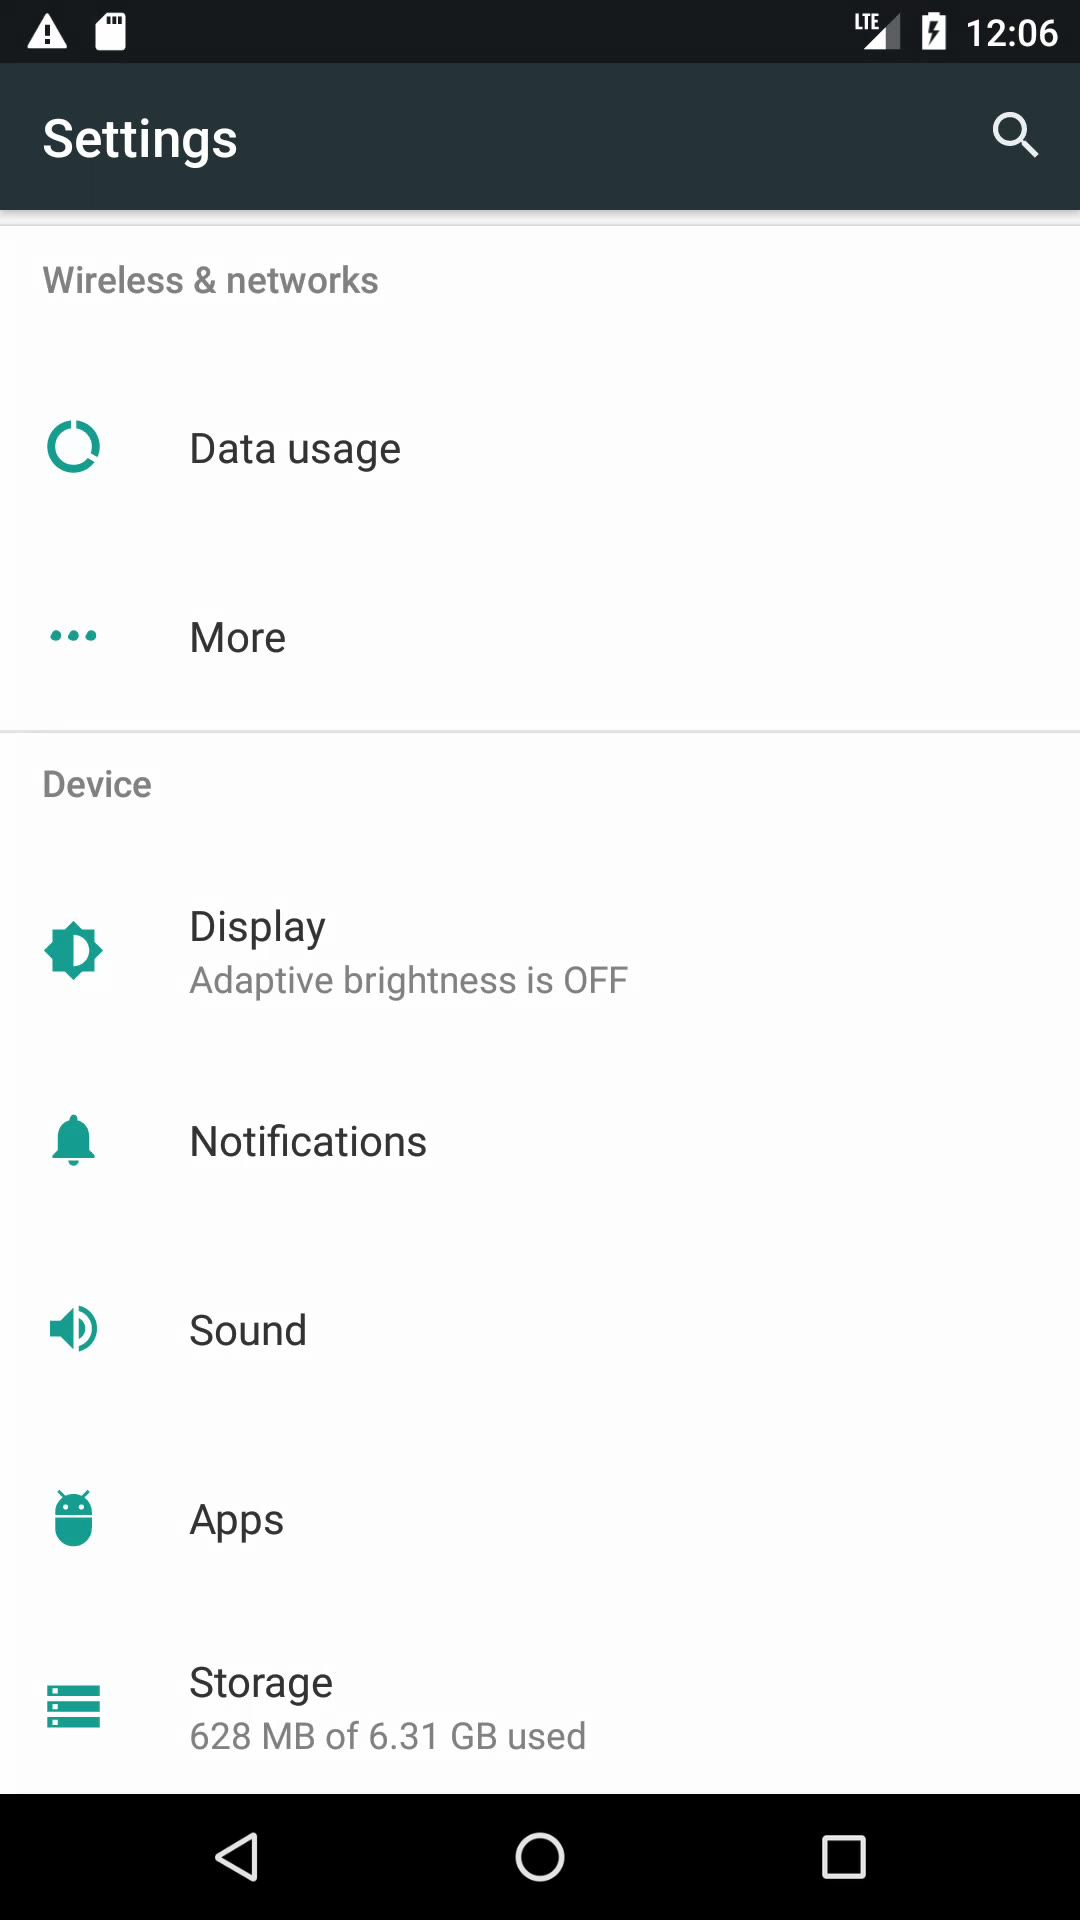 LTE 12:06
Settings
Wireless & networks
Data usage
More
Device
Display
Adaptive brightness is OFF
Notifications
Sound
Apps
Storage
628 MB of 6.31 GB used